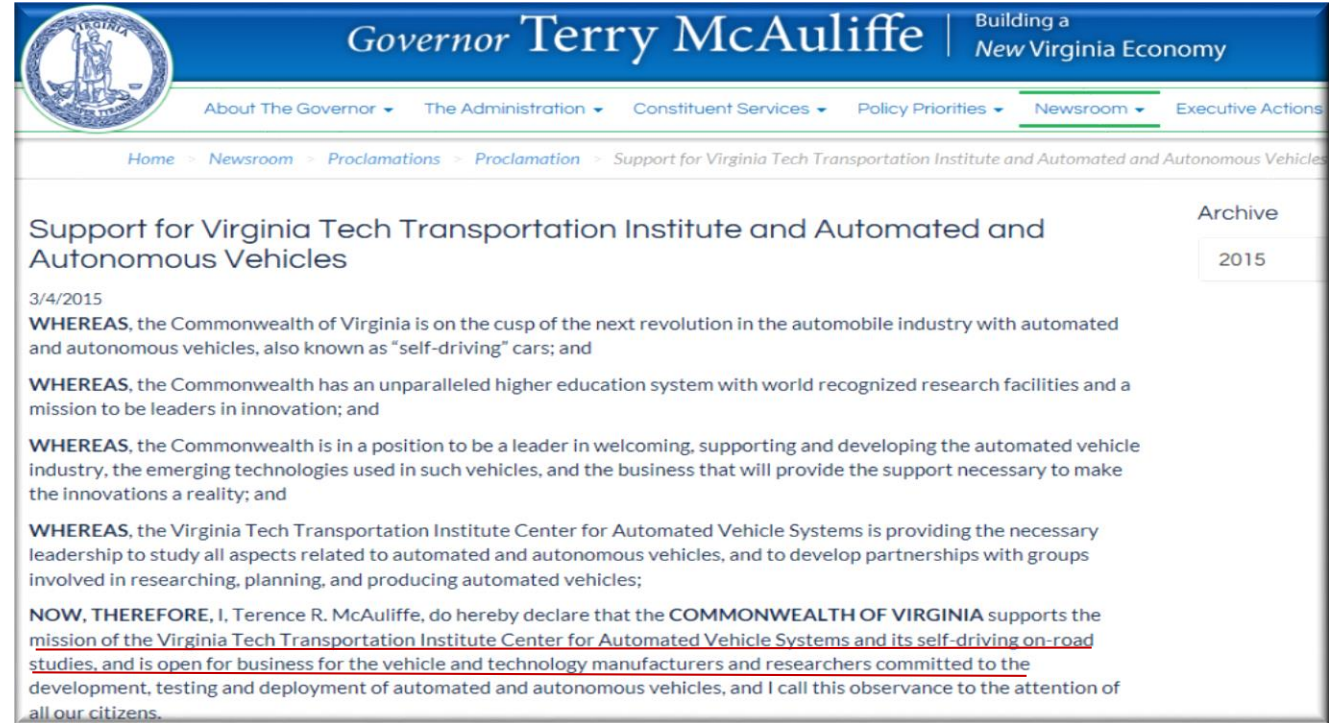 VIRGINIA
Governor Terry McAuliffe | Building a
New Virginia Economy
About The Governor The Administration Constituent Services Policy Priorities Newsroom Executive Actions
Home > Newsroom > Proclamations > Proclamation > Support for Virginia Tech Transportation Institute and Automated and Autonomous Vehicles
Support for Virginia Tech Transportation Institute and Automated and
Autonomous Vehicles
Archive
2015
3/4/2015
WHEREAS, the Commonwealth of Virginia is on the cusp of the next revolution in the automobile industry with automated
and autonomous vehicles, also known as “self-driving” cars; and
WHEREAS, the Commonwealth has an unparalleled higher education system with world recognized research facilities and a
mission to be leaders in innovation; and
WHEREAS, the Commonwealth is in a position to be a leader in welcoming, supporting and developing the automated vehicle
industry, the emerging technologies used in such vehicles, and the business that will provide the support necessary to make
the innovations a reality; and
WHEREAS, the Virginia Tech Transportation Institute Center for Automated Vehicle Systems is providing the necessary
leadership to study all aspects related to automated and autonomous vehicles, and to develop partnerships with groups
involved in researching, planning, and producing automated vehicles;
NOW, THEREFORE, I, Terence R. McAuliffe, do hereby declare that the COMMONWEALTH OF VIRGINIA supports the
mission of the Virginia Tech Transportation Institute Center for Automated Vehicle Systems and its self-driving on-road
studies, and is open for business for the vehicle and technology manufacturers and researchers committed to the
development, testing and deployment of automated and autonomous vehicles, and I call this observance to the attention of
all our citizens.